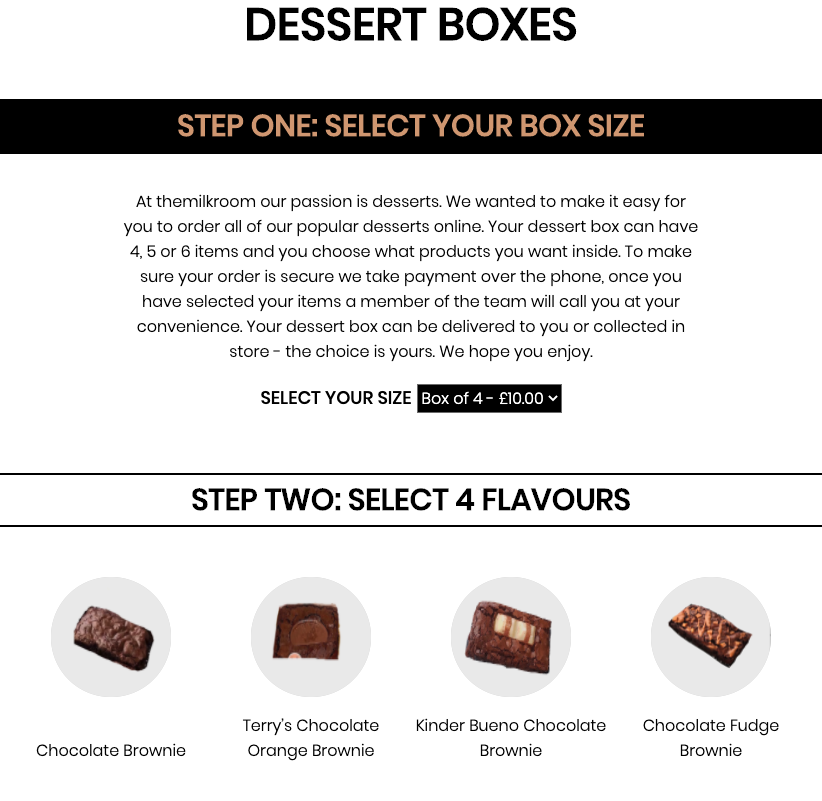 DESSERT BOXES
STEP ONE: SELECT YOUR BOX SIZE
At themilkroom our passion is desserts. We wanted to make it easy for
you to order all of our popular desserts online. Your dessert box can have
4, 5 or 6 items and you choose what products you want inside. To make
sure your order is secure we take payment over the phone, once you
have selected your items a member of the team will call you at your
convenience. Your dessert box can be delivered to you or collected in
store - the choice is yours. We hope you enjoy.
SELECT YOUR SIZE Box of 4 - £10.00
STEP TWO: SELECT 4 FLAVOURS
Chocolate Brownie
Terry's Chocolate
Orange Brownie
Kinder Bueno Chocolate
Brownie
Chocolate Fudge
Brownie